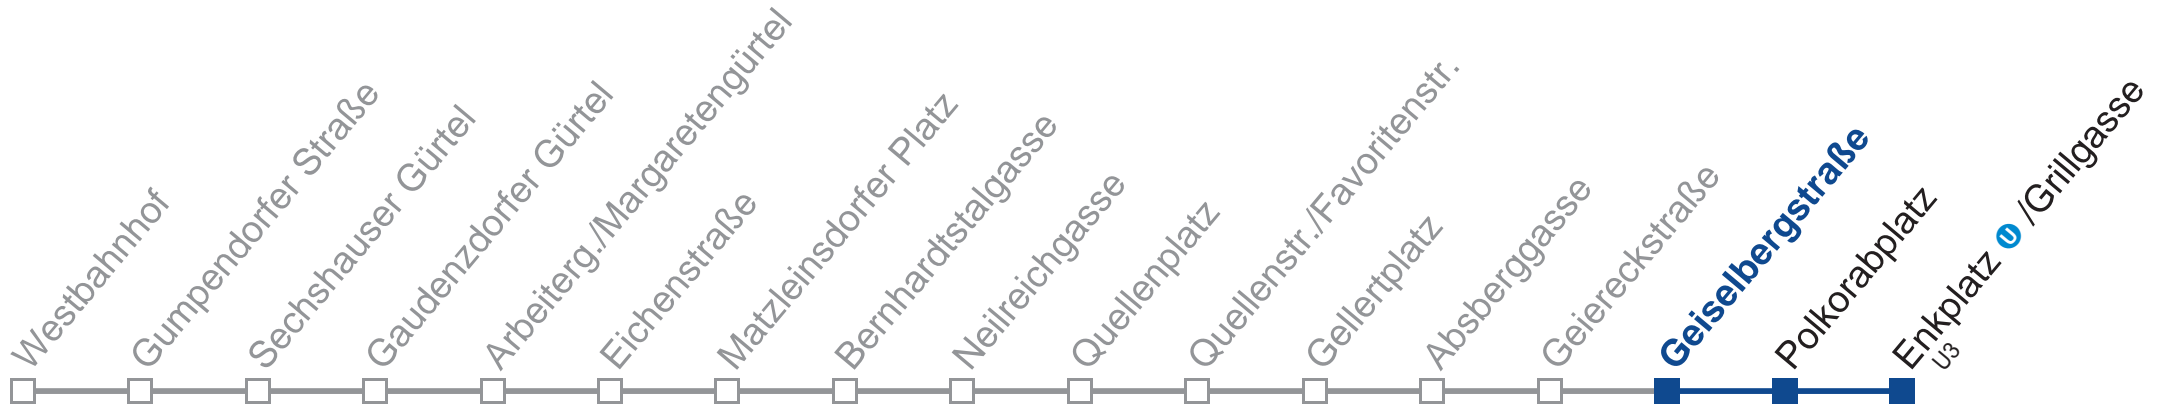 Westbahnhof
Gumpendorfer Straße
Sechshauser Gürtel
Gaudenzdorfer Gürtel
Arbeiterg./Margaretengürtel
Eichenstraße
Matzleinsdorfer Platz
Bernhardtstalgasse
Neilreichgasse
Quellenplatz
Quellenstr./Favoritenstr.
Gellertplatz
Absberggasse
Geiereckstraße
Geiselbergstraße
Polkorabplatz
Enkplatz U /Grillgasse
U3